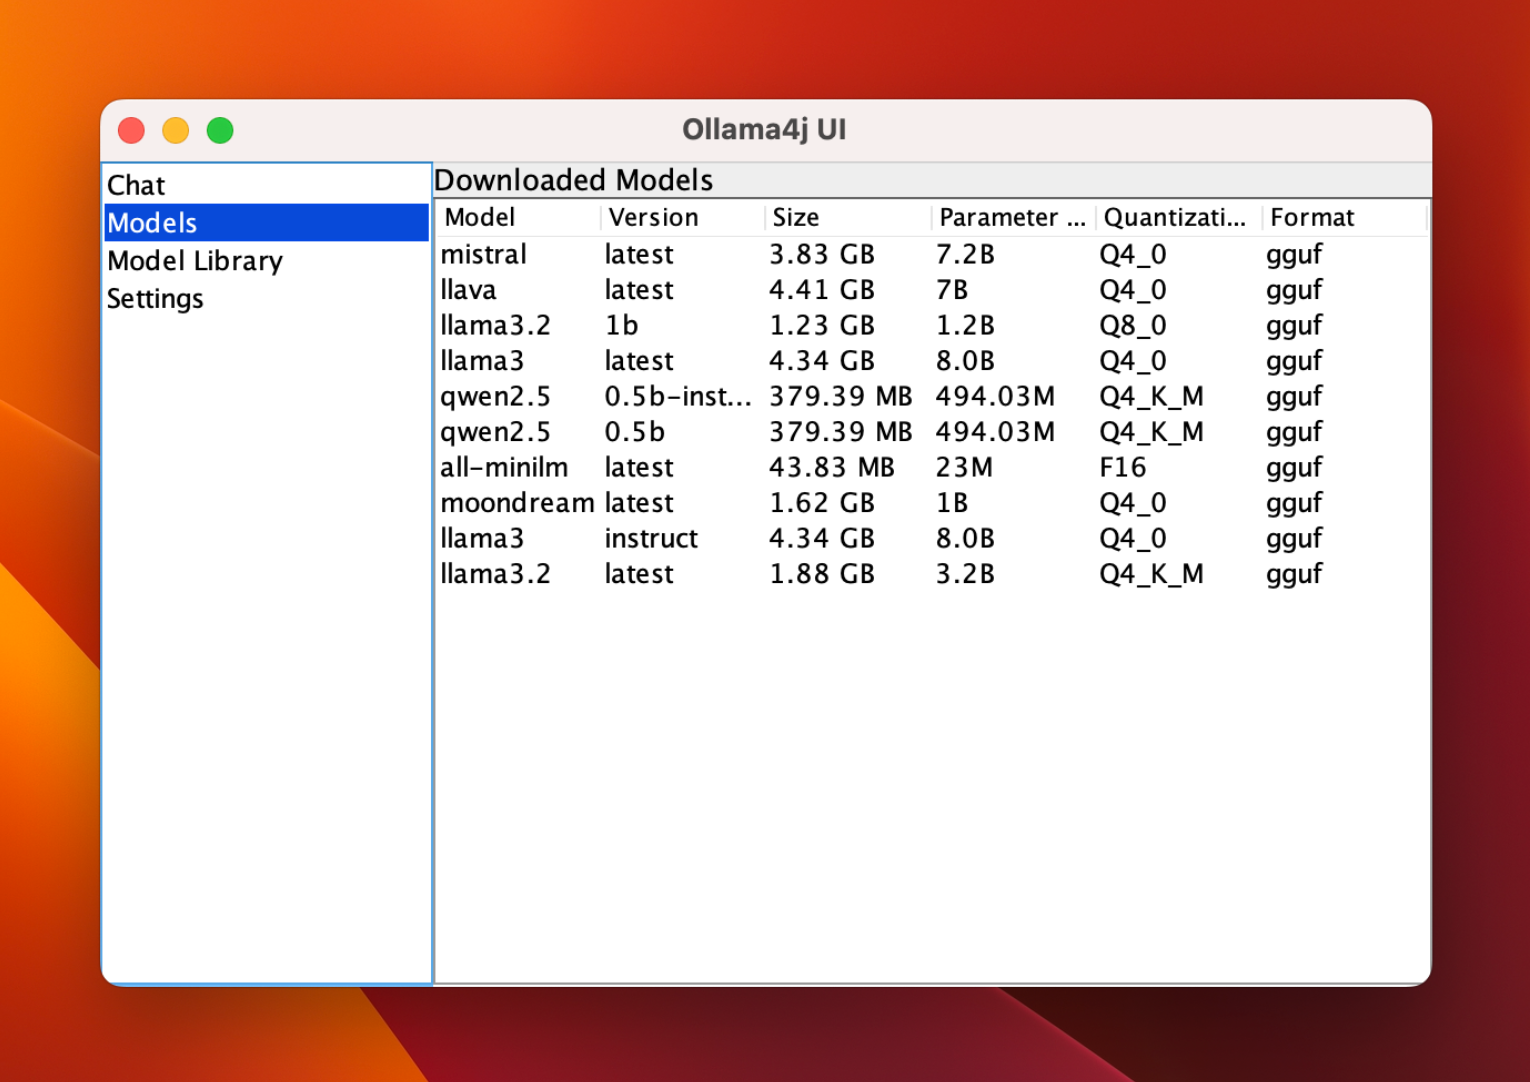 Ollama4j UI
Chat
Models
Model Library
Settings
Downloaded Models
Model Version Size Parameter ... Quantizati... Format
mistral latest 3.83 GB 7.2B Q4_0 gguf
llava latest 4.41 GB 7B Q4_0 gguf
llama3.2 1b 1.23 GB 1.2B Q8_0 gguf
llama3 latest 4.34 GB 8.0B Q4_0 gguf
qwen2.5 0.5b-inst... 379.39 MB 494.03M Q4_K_M gguf
qwen2.5 0.5b 379.39 MB 494.03M Q4_K_M gguf
all-minilm latest 43.83 MB 23M F16 gguf
moondream latest 1.62 GB 1B Q4_0 gguf
llama3 instruct 4.34 GB 8.0B Q4_0 gguf
llama3.2 latest 1.88 GB 3.2B Q4_K_M gguf